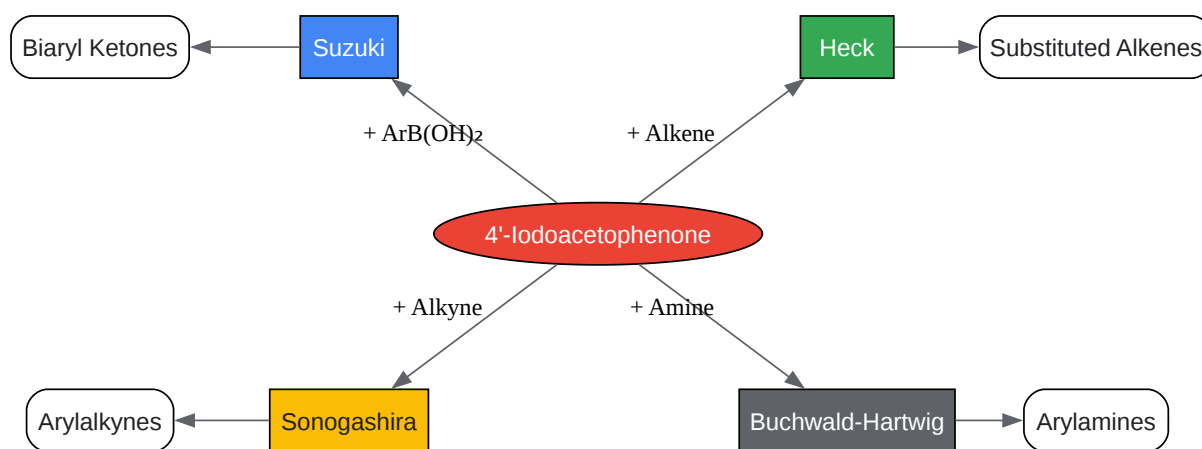 Biaryl Ketones
Suzuki
Heck
Substituted Alkenes
+ ArB(OH)₂
+ Alkene
4'-Iodoacetophenone
+ Alkyne
+ Amine
Arylalkynes
Sonogashira
Buchwald-Hartwig
Arylamines